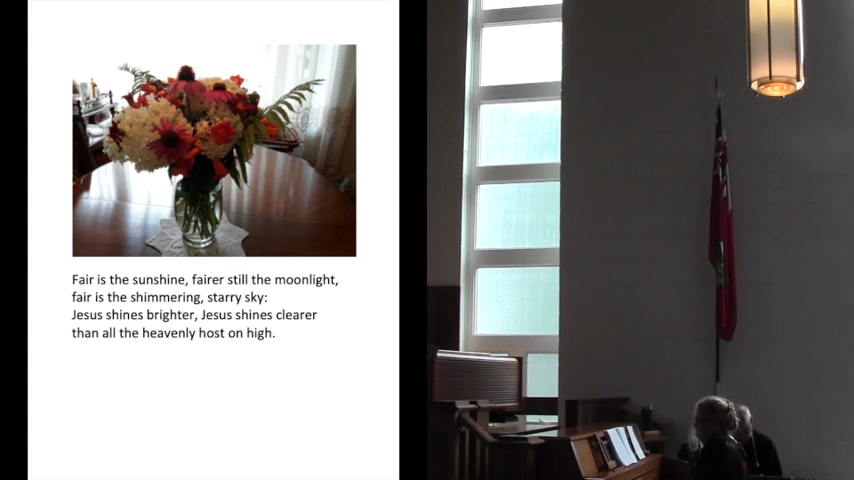 Fair is the sunshine, fairer still the moonlight,
fair is the shimmering, starry sky:
Jesus shines brighter, Jesus shines clearer
than all the heavenly host on high.